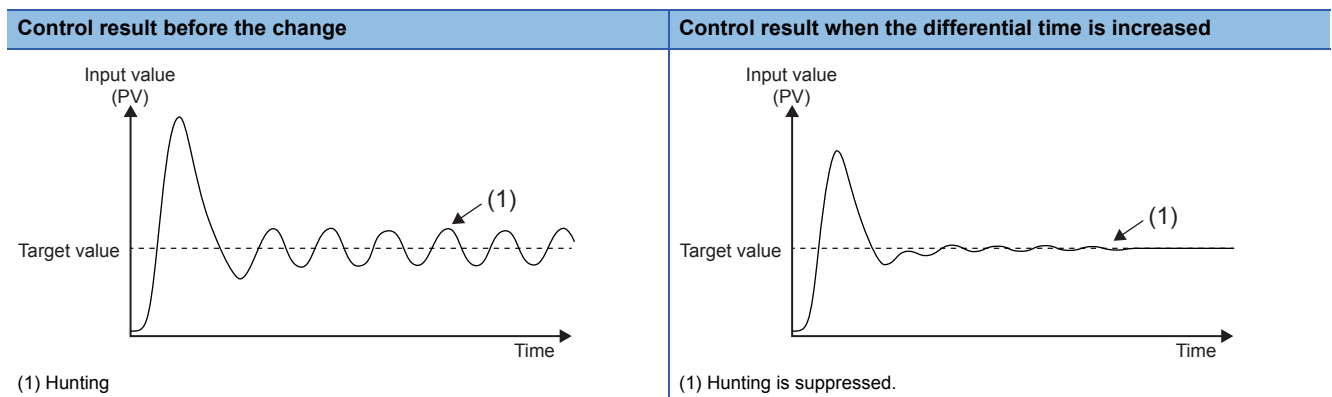 Control result before the change
Control result when the differential time is increased
Input value
(PV)
(1)
Target value
Time
(1) Hunting
Input value
(PV)
(1)
Target value
Time
(1) Hunting is suppressed.